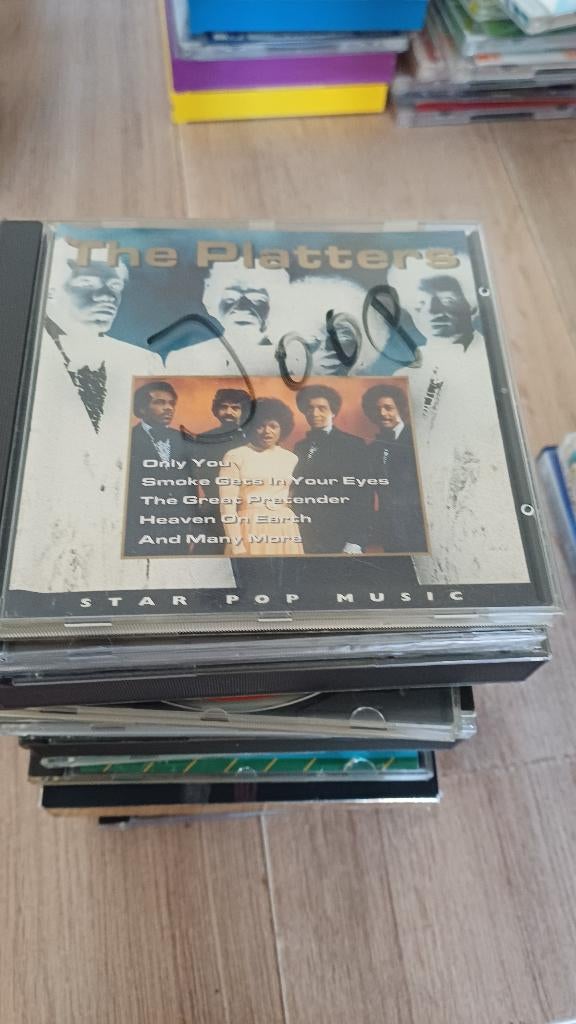 The Platters
Joop
Only You
Smoke Gets In Your Eyes
The Great Pretender
Heaven On Earth
And Many More
STAR POP MUSIC